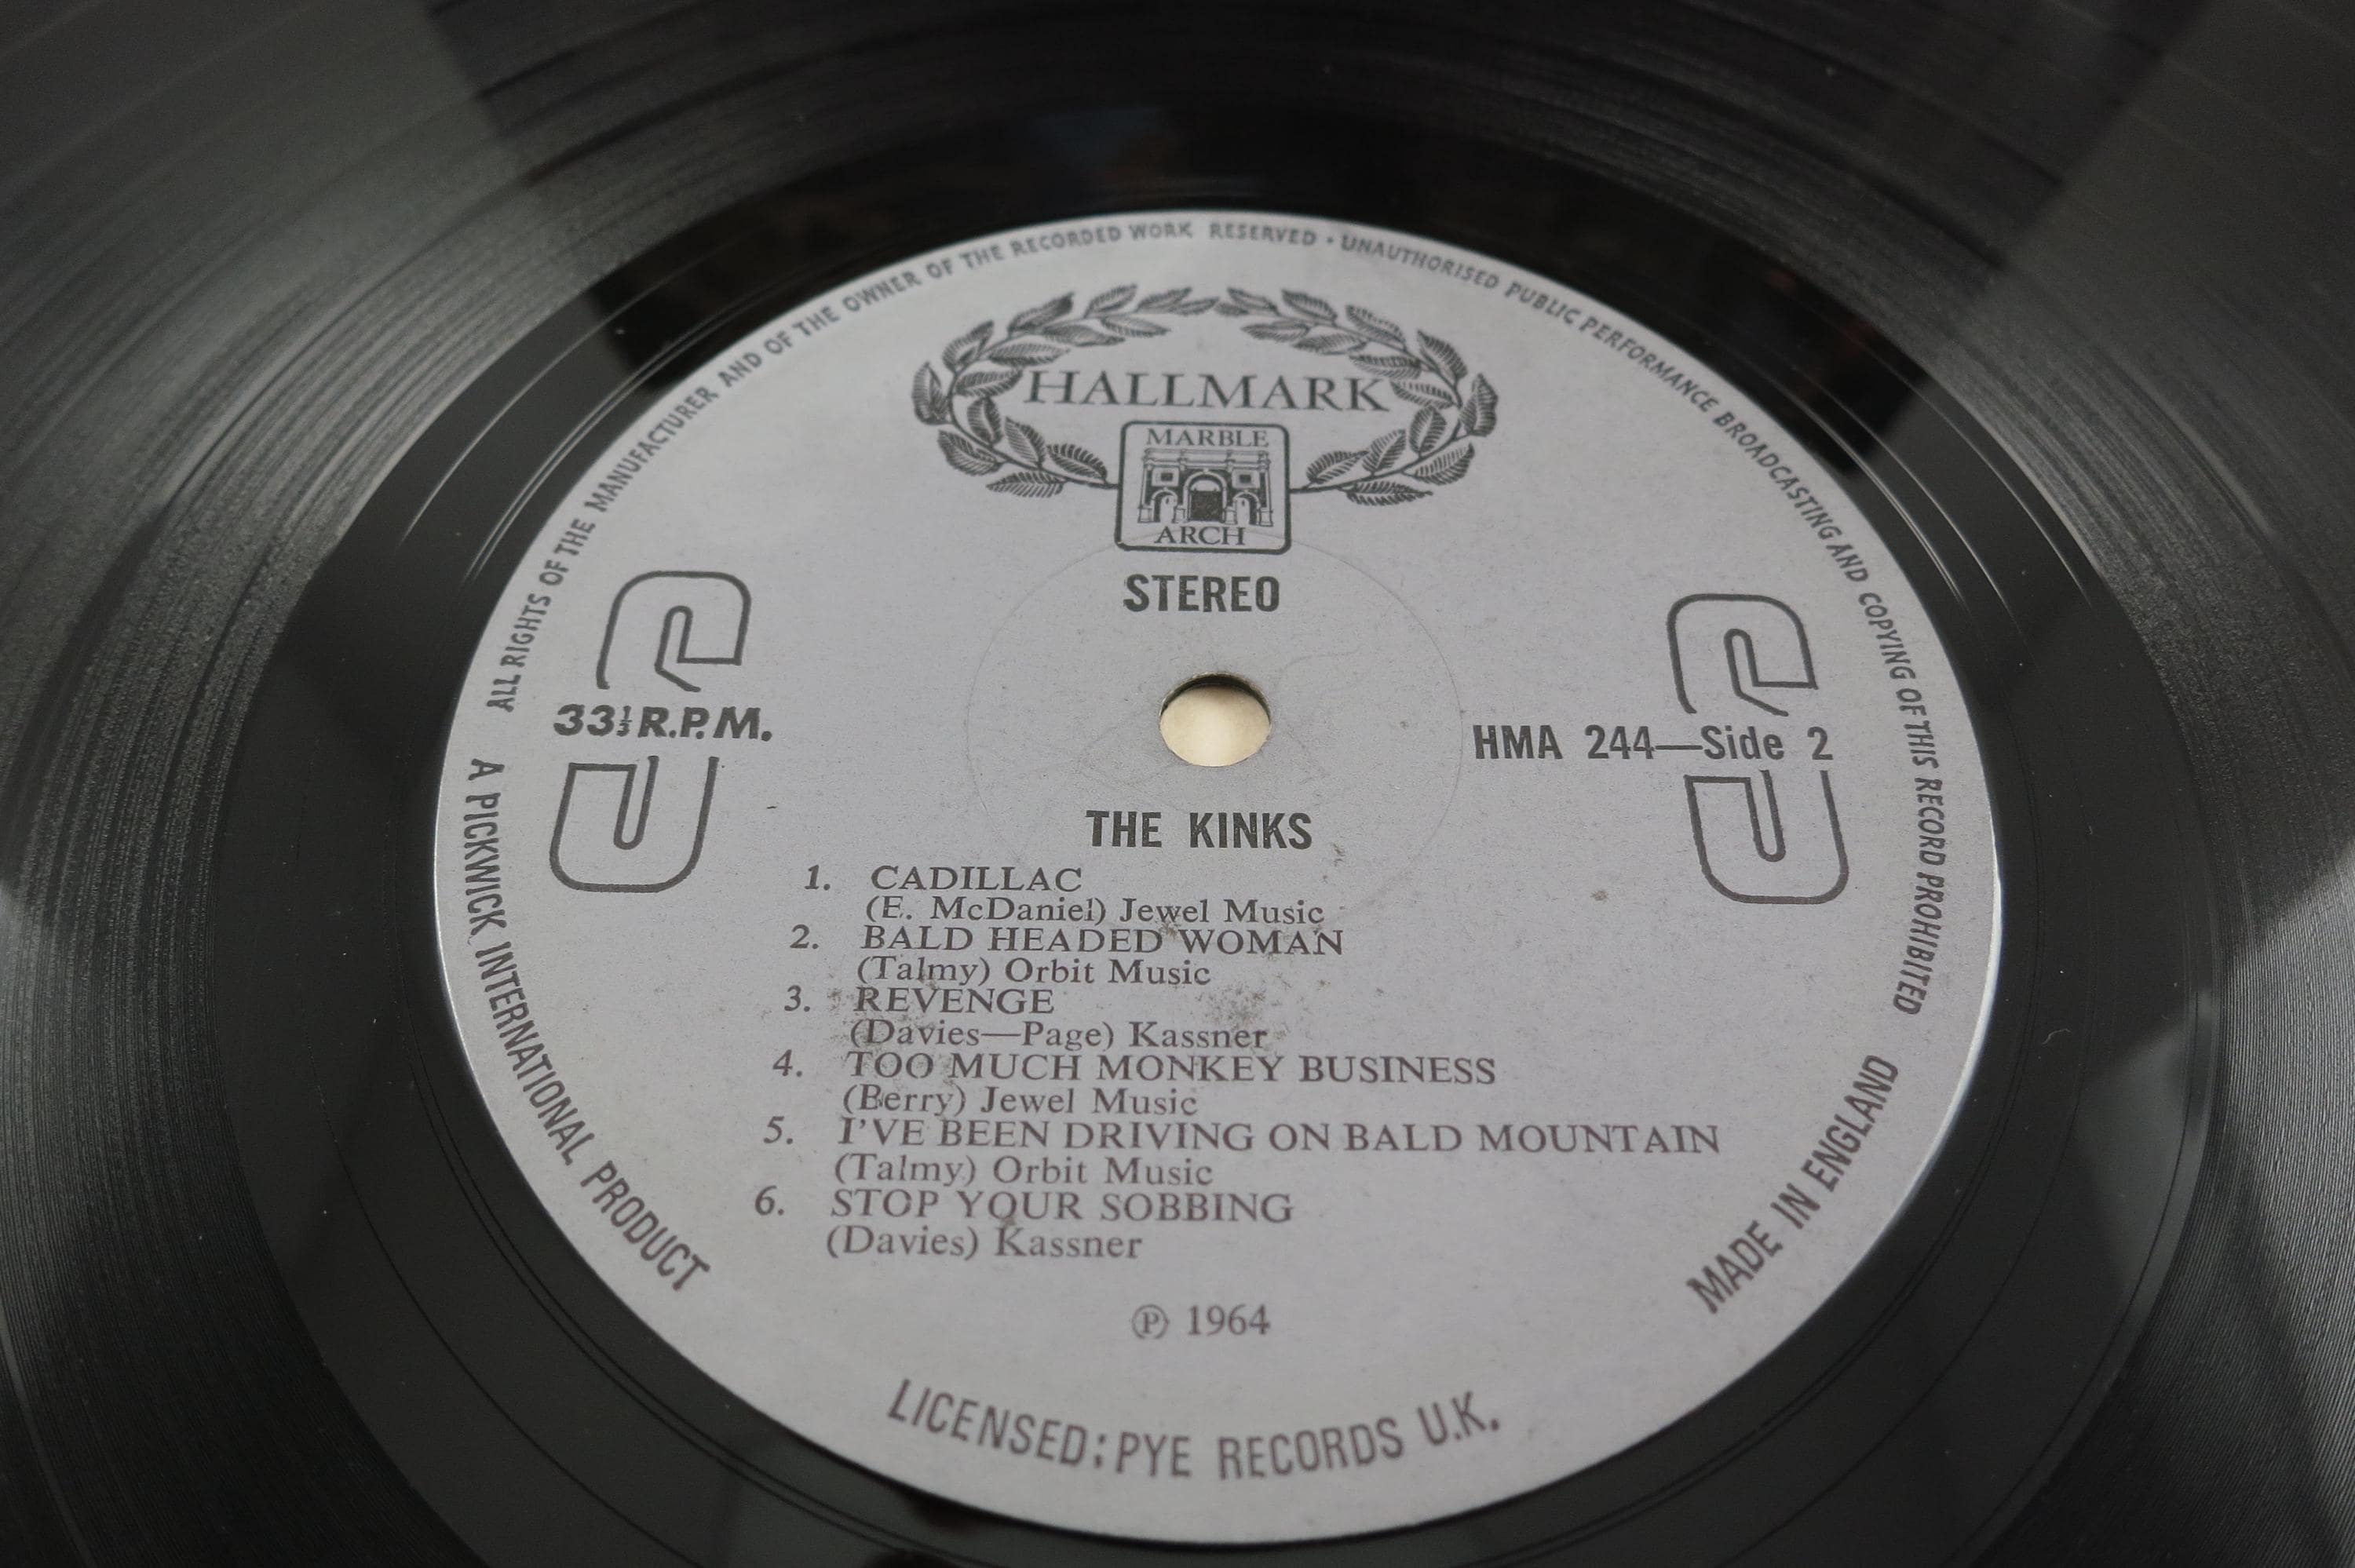 ALL RIGHTS OF THE MANUFACTURER AND OF THE OWNER OF THE RECORDED WORK RESERVED • UNAUTHORISED PUBLIC PERFORMANCE BROADCASTING AND COPYING OF THIS RECORD PROHIBITED
HALLMARK
MARBLE
ARCH
STEREO
33⅓ R.P.M.
HMA 244—Side 2
THE KINKS
1. CADILLAC
(E. McDaniel) Jewel Music
2. BALD HEADED WOMAN
(Talmy) Orbit Music
3. REVENGE
(Davies—Page) Kassner
4. TOO MUCH MONKEY BUSINESS
(Berry) Jewel Music
5. I'VE BEEN DRIVING ON BALD MOUNTAIN
(Talmy) Orbit Music
6. STOP YOUR SOBBING
(Davies) Kassner
℗ 1964
A PICKWICK INTERNATIONAL PRODUCT
LICENSED; PYE RECORDS U.K.
MADE IN ENGLAND